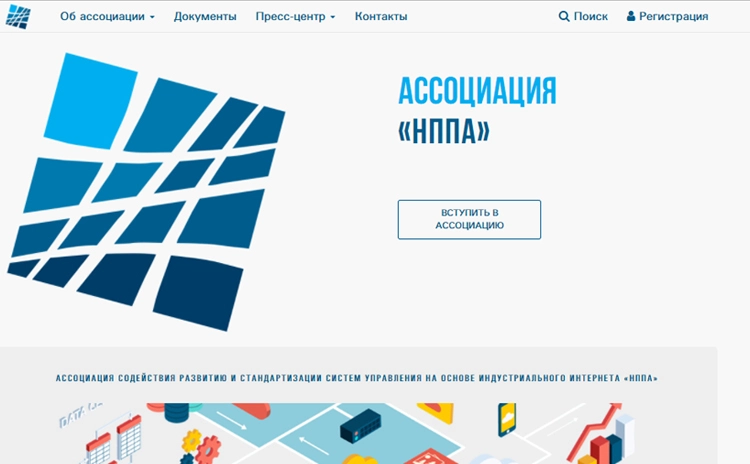 Об ассоциации Документы Пресс-центр Контакты Поиск Регистрация
АССОЦИАЦИЯ
«НППА»
ВСТУПИТЬ В
АССОЦИАЦИЮ
АССОЦИАЦИЯ СОДЕЙСТВИЯ РАЗВИТИЮ И СТАНДАРТИЗАЦИИ СИСТЕМ УПРАВЛЕНИЯ НА ОСНОВЕ ИНДУСТРИАЛЬНОГО ИНТЕРНЕТА «НППА»
DATA